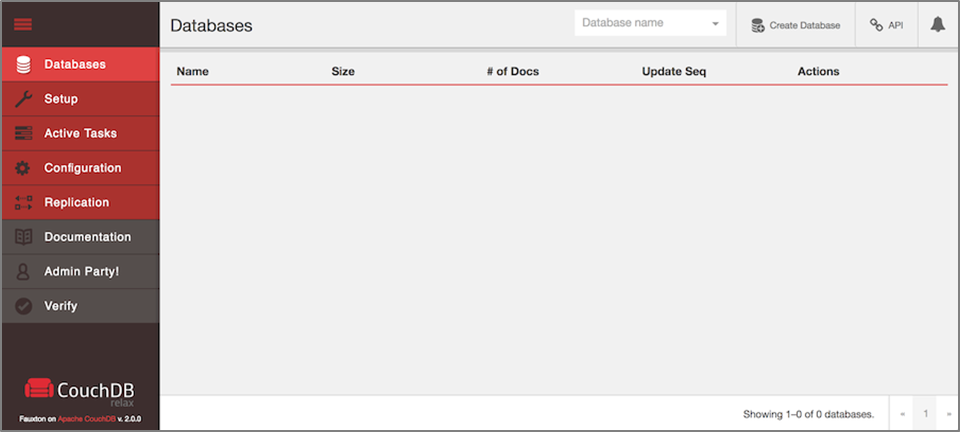 Databases
Database name
Create Database
API
Databases
Setup
Active Tasks
Configuration
Replication
Documentation
Admin Party!
Verify
Name Size # of Docs Update Seq Actions
CouchDB
relax
Fauxton on Apache CouchDB v. 2.0.0
Showing 1–0 of 0 databases.
« 1 »